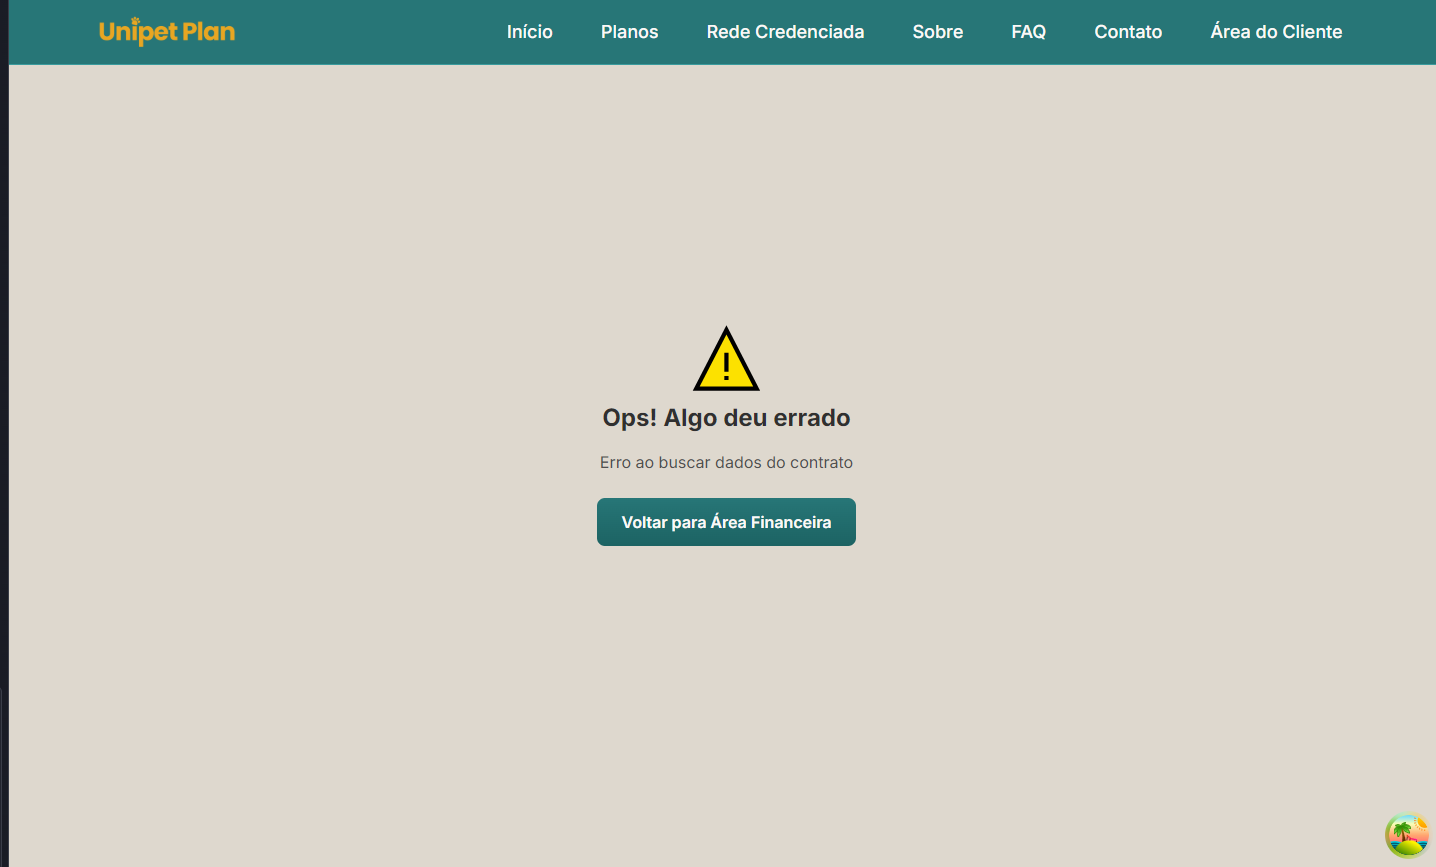 Unipet Plan
Início Planos Rede Credenciada Sobre FAQ Contato Área do Cliente
!
Ops! Algo deu errado
Erro ao buscar dados do contrato
Voltar para Área Financeira